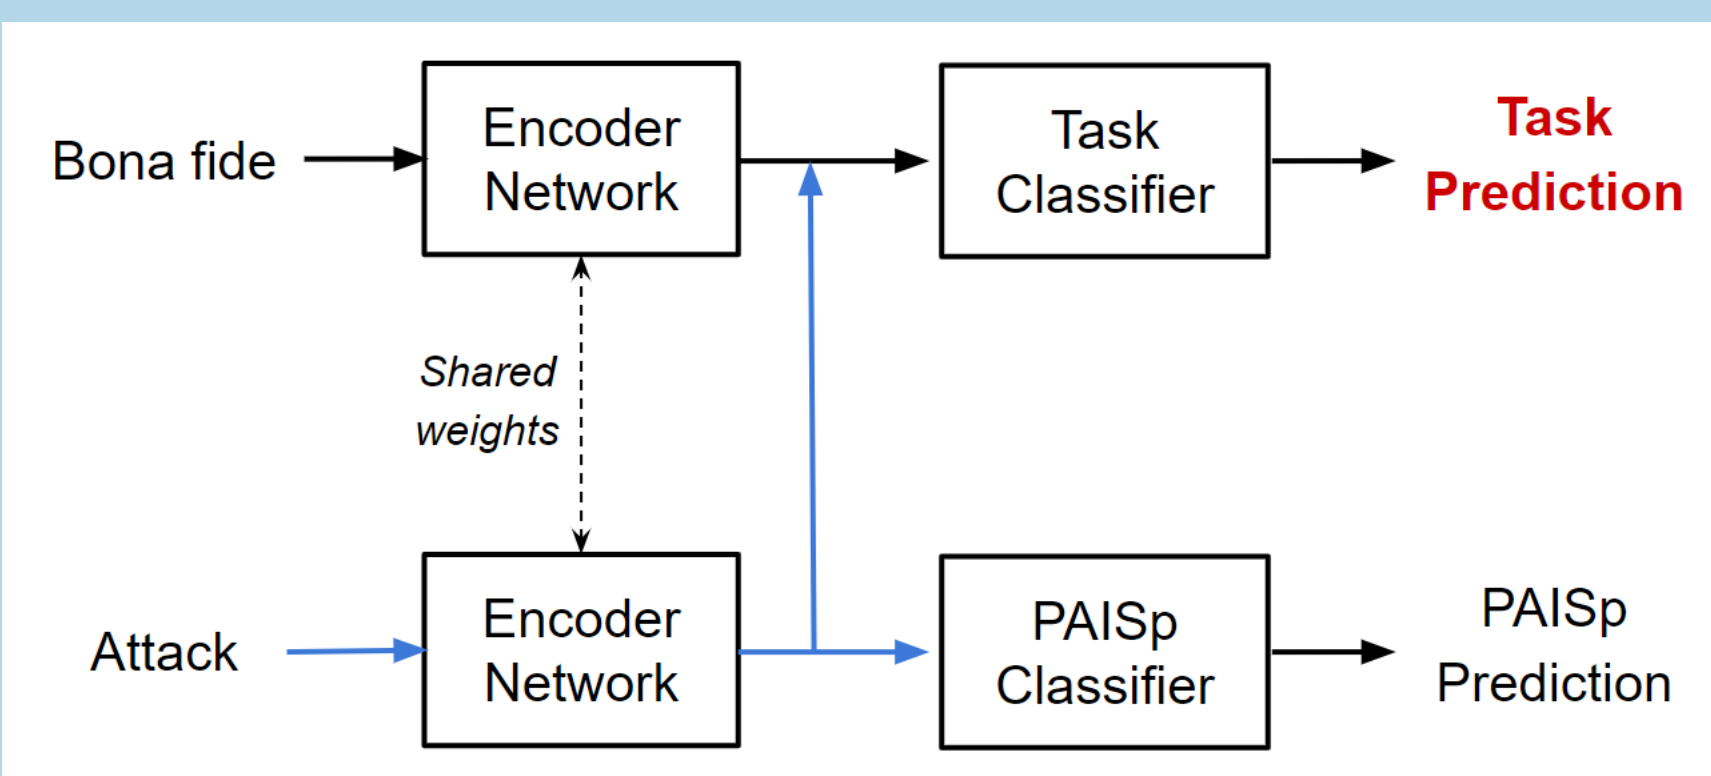 Bona fide
Encoder
Network
Task
Classifier
Task
Prediction
Shared
weights
Attack
Encoder
Network
PAISp
Classifier
PAISp
Prediction